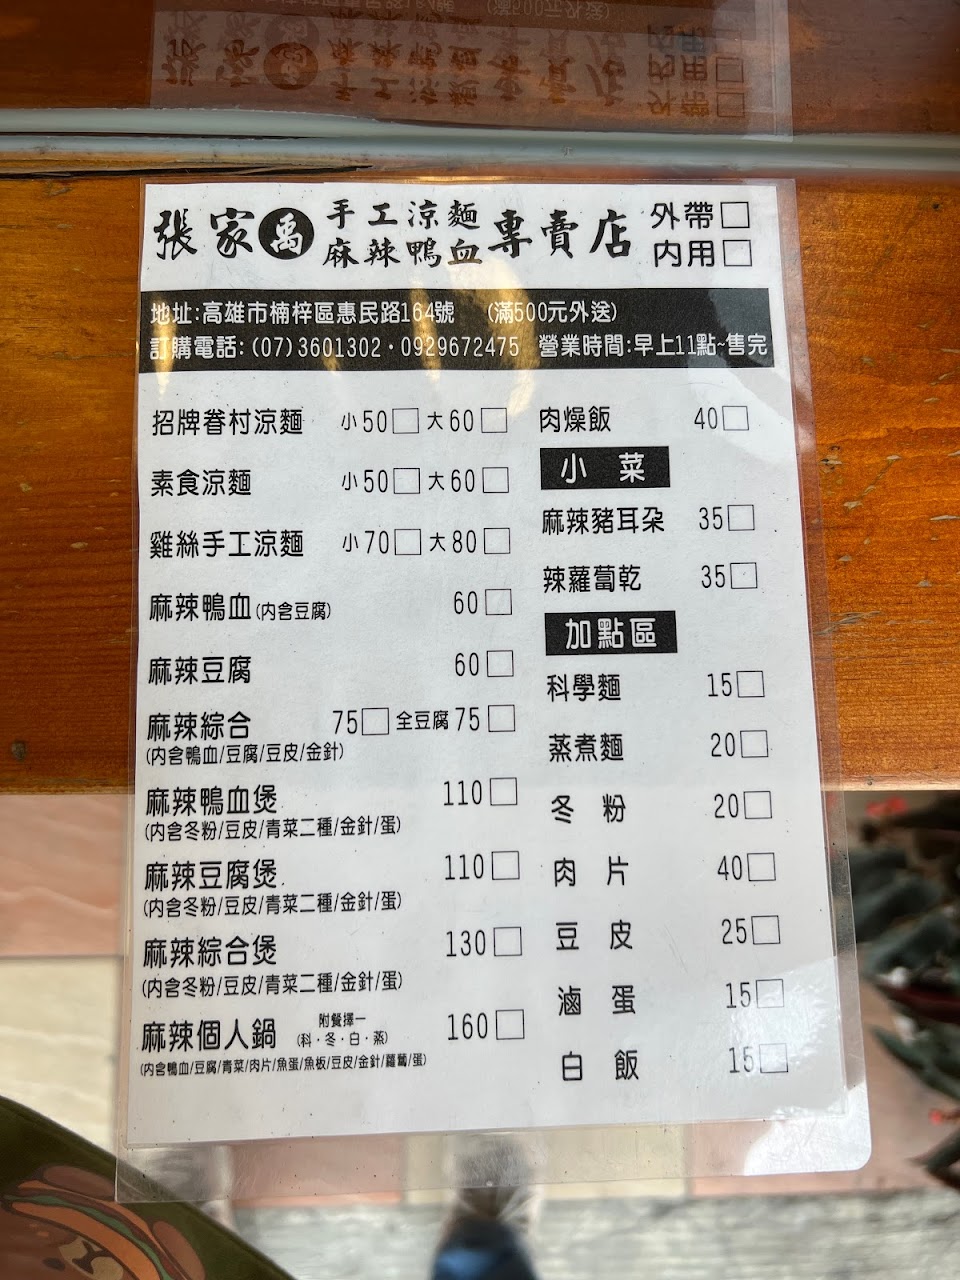 張家禹 手工涼麵 麻辣鴨血 專賣店 外帶□ 內用□
地址:高雄市楠梓區惠民路164號 (滿500元外送)
訂購電話:(07)3601302·0929672475 營業時間:早上11點~售完
招牌眷村涼麵 小50□ 大60□
素食涼麵 小50□ 大60□
雞絲手工涼麵 小70□ 大80□
麻辣鴨血(內含豆腐) 60□
麻辣豆腐 60□
麻辣綜合 75□ 全豆腐75□
(內含鴨血/豆腐/豆皮/金針)
麻辣鴨血煲 110□
(內含冬粉/豆皮/青菜二種/金針/蛋)
麻辣豆腐煲 110□
(內含冬粉/豆皮/青菜二種/金針/蛋)
麻辣綜合煲 130□
(內含冬粉/豆皮/青菜二種/金針/蛋)
麻辣個人鍋 附餐擇一 (科·冬·白·蒸) 160□
(內含鴨血/豆腐/青菜/肉片/魚蛋/魚板/豆皮/金針/蘿蔔/蛋)
肉燥飯 40□
小菜
麻辣豬耳朵 35□
辣蘿蔔乾 35□
加點區
科學麵 15□
蒸煮麵 20□
冬粉 20□
肉片 40□
豆皮 25□
滷蛋 15□
白飯 15□